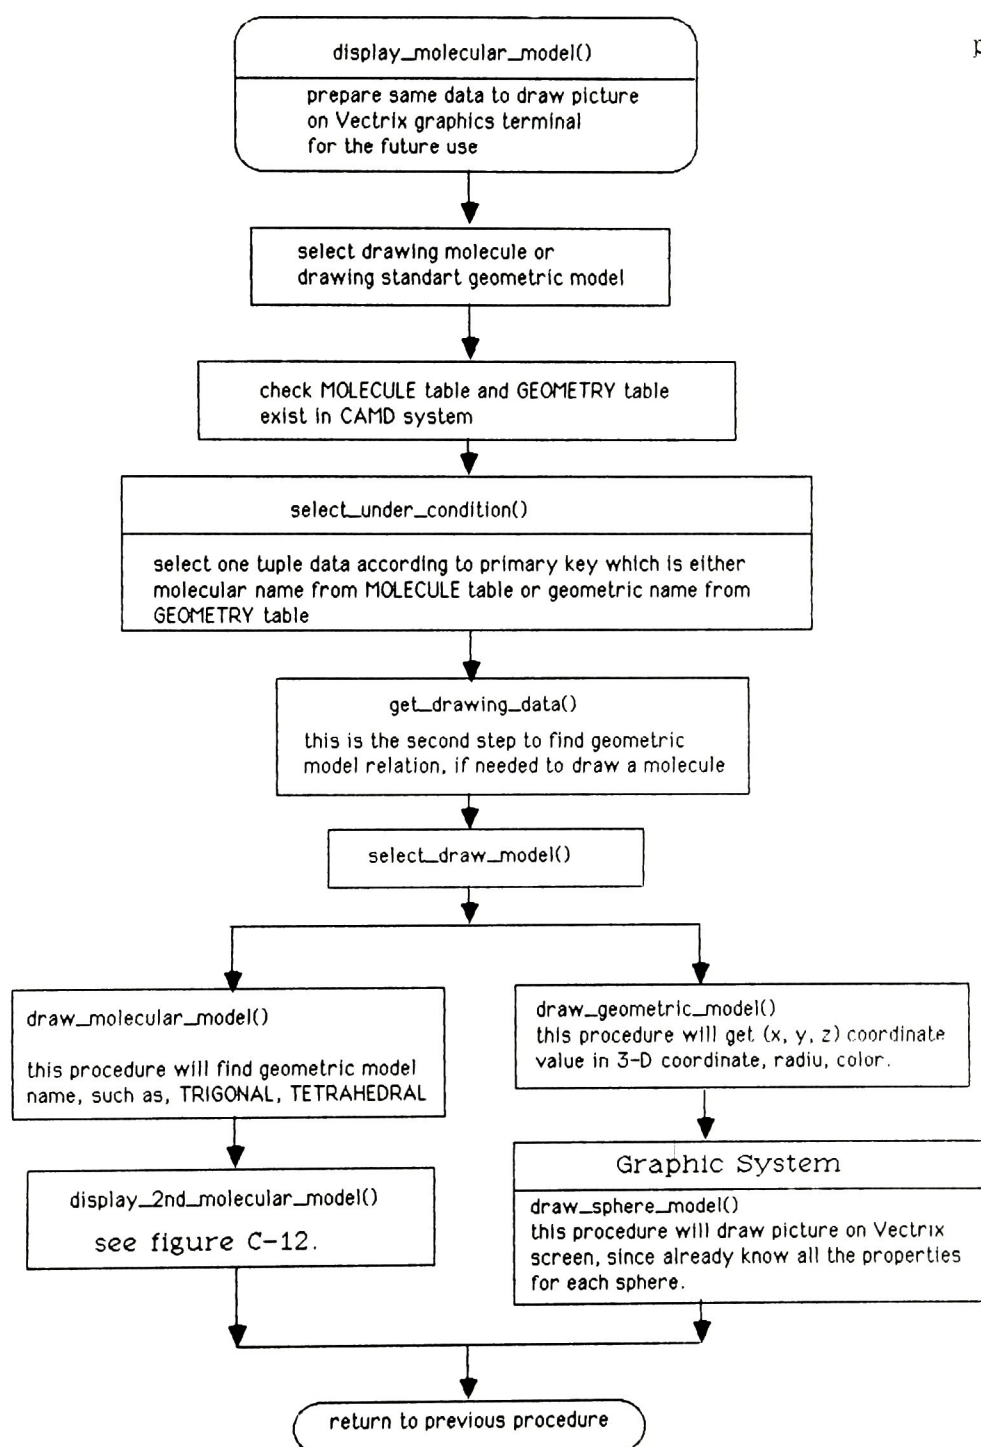 display_molecular_model()
p
prepare same data to draw picture
on Vectrix graphics terminal
for the future use
select drawing molecule or
drawing standart geometric model
check MOLECULE table and GEOMETRY table
exist in CAMD system
select_under_condition()
select one tuple data according to primary key which is either
molecular name from MOLECULE table or geometric name from
GEOMETRY table
get_drawing_data()
this is the second step to find geometric
model relation, if needed to draw a molecule
select_draw_model()
draw_molecular_model()
this procedure will find geometric model
name, such as, TRIGONAL, TETRAHEDRAL
display_2nd_molecular_model()
see figure C-12.
draw_geometric_model()
this procedure will get (x, y, z) coordinate
value in 3-D coordinate, radiu, color.
Graphic System
draw_sphere_model()
this procedure will draw picture on Vectrix
screen, since already know all the properties
for each sphere.
return to previous procedure